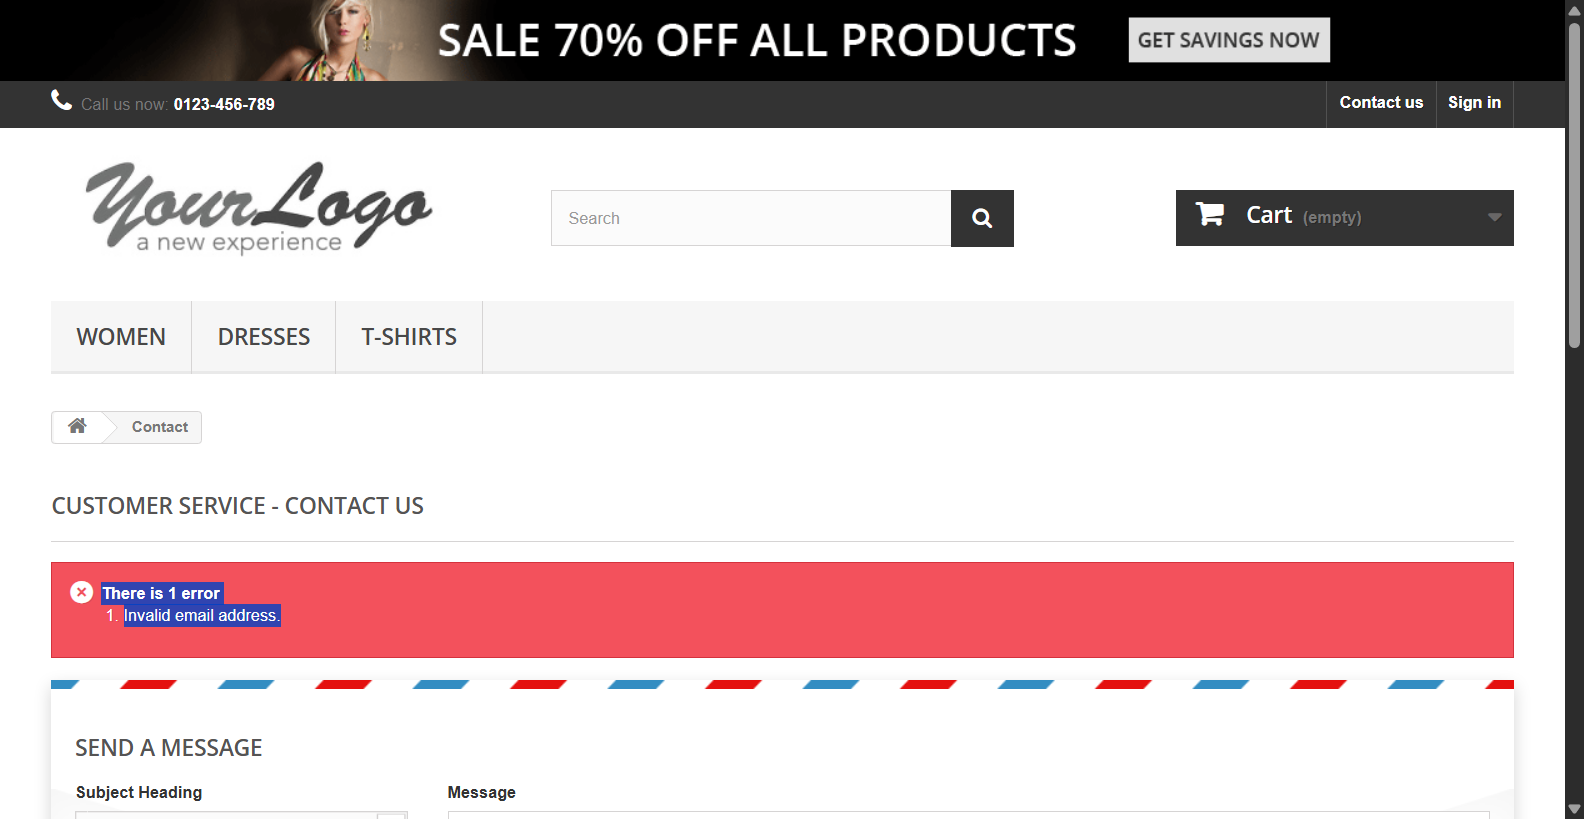 SALE 70% OFF ALL PRODUCTS
GET SAVINGS NOW
Call us now: 0123-456-789
Contact us
Sign in
YourLogo
a new experience
Search
Cart (empty)
WOMEN
DRESSES
T-SHIRTS
Contact
CUSTOMER SERVICE - CONTACT US
There is 1 error
1. Invalid email address.
SEND A MESSAGE
Subject Heading
Message